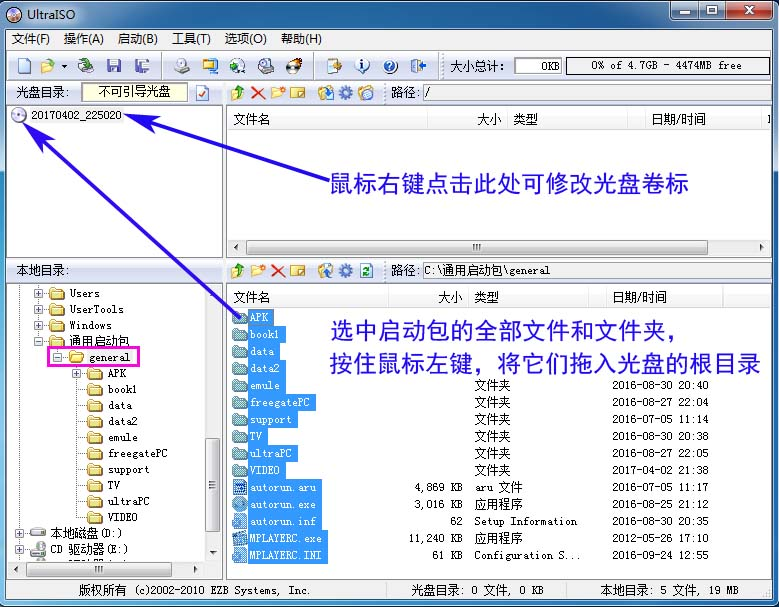 UltraISO
文件(F) 操作(A) 启动(B) 工具(T) 选项(O) 帮助(H)
大小总计: 0KB 0% of 4.7GB - 4474MB free
光盘目录: 不可引导光盘 路径: /
20170402_225020
文件名 大小 类型 日期/时间
鼠标右键点击此处可修改光盘卷标
本地目录: 路径: C:\通用启动包\general
Users
UserTools
Windows
通用启动包
general
APK
book1
data
data2
emule
freegatePC
support
TV
ultraPC
VIDEO
本地磁盘(D:)
CD 驱动器(E:)
文件名 大小 类型 日期/时间
选中启动包的全部文件和文件夹，
按住鼠标左键，将它们拖入光盘的根目录
APK
book1
data
data2
emule 文件夹 2016-08-30 20:40
freegatePC 文件夹 2016-08-27 22:04
support 文件夹 2016-07-05 11:14
TV 文件夹 2016-08-30 20:38
ultraPC 文件夹 2016-08-27 22:05
VIDEO 文件夹 2017-04-02 21:38
autorun.aru 4,869 KB aru 文件 2016-07-05 11:17
autorun.exe 3,016 KB 应用程序 2016-08-25 21:12
autorun.inf 62 Setup Information 2016-08-30 20:35
MPLAYERC.exe 11,240 KB 应用程序 2012-05-26 17:10
MPLAYERC.INI 61 KB Configuration S... 2016-09-24 12:55
版权所有 (c)2002-2010 EZB Systems, Inc. 光盘目录: 0 文件, 0 KB 本地目录: 5 文件, 19 MB